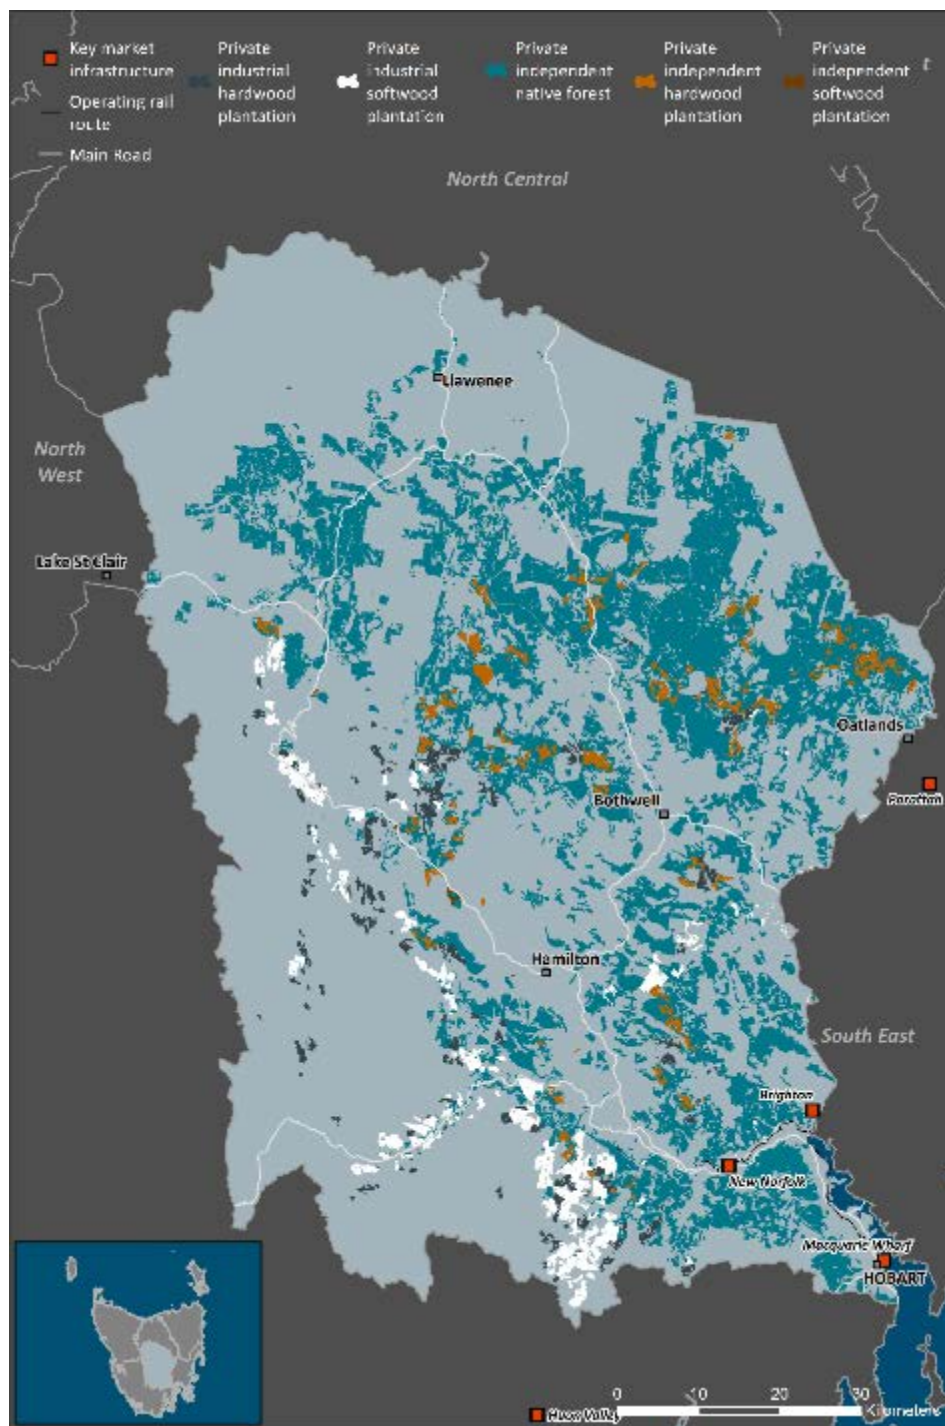 Key market
infrastructure
Operating rail
route
Main Road
Private
industrial
hardwood
plantation
Private
industrial
softwood
plantation
Private
independent
native forest
Private
independent
hardwood
plantation
Private
independent
softwood
plantation
t
North Central
Liawenee
North
West
Lake St Clair
Oatlands
Parattah
Bothwell
Hamilton
South East
Brighton
New Norfolk
Macquarie Wharf
HOBART
0 10 20 30
Kilometers
Huon Valley